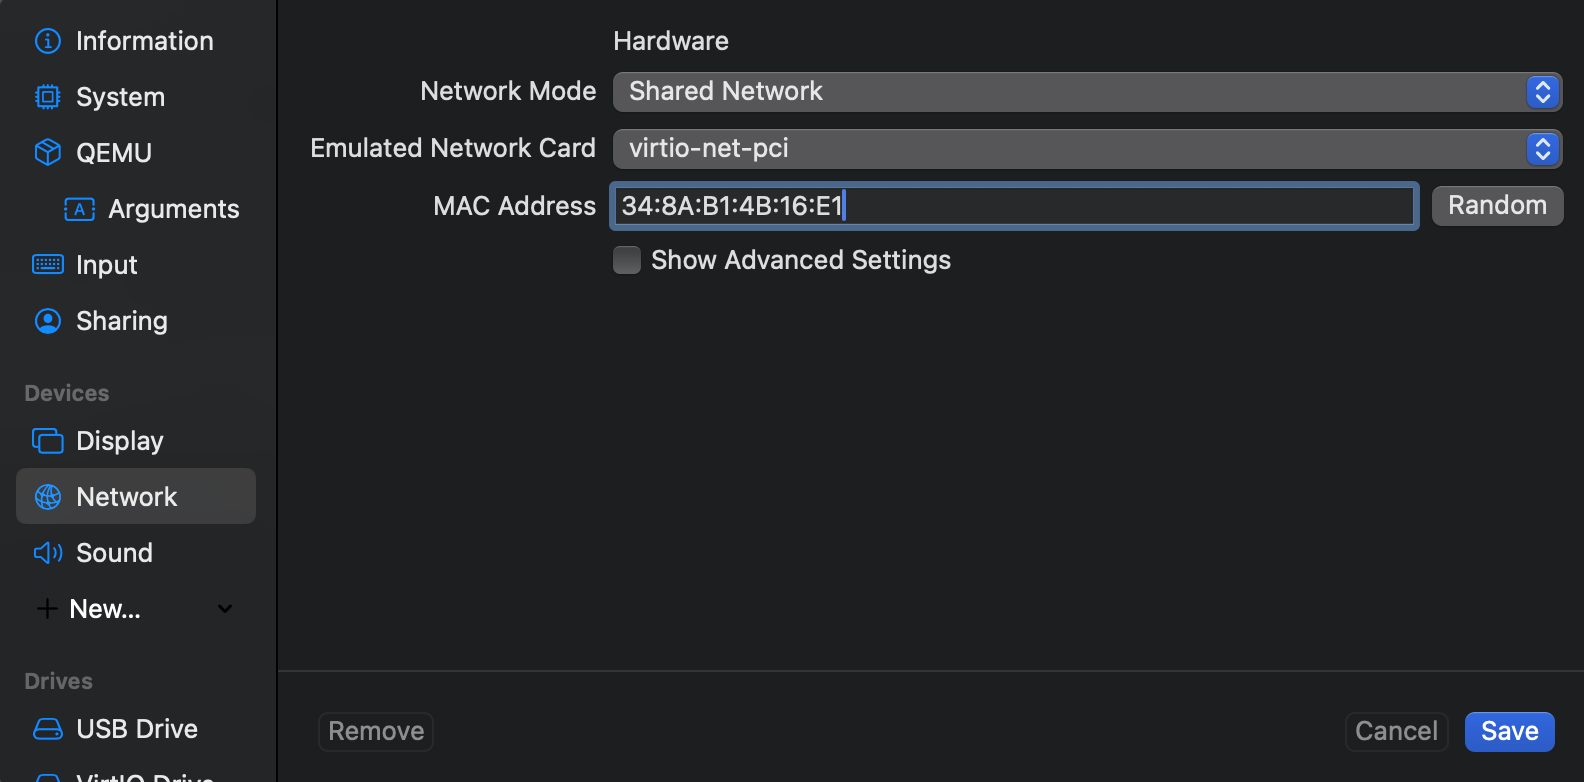 Information
System
QEMU
Arguments
Input
Sharing
Devices
Display
Network
Sound
New...
Drives
USB Drive
VirtIO Drive
Hardware
Network Mode Shared Network
Emulated Network Card virtio-net-pci
MAC Address 34:8A:B1:4B:16:E1 Random
Show Advanced Settings
Remove Cancel Save